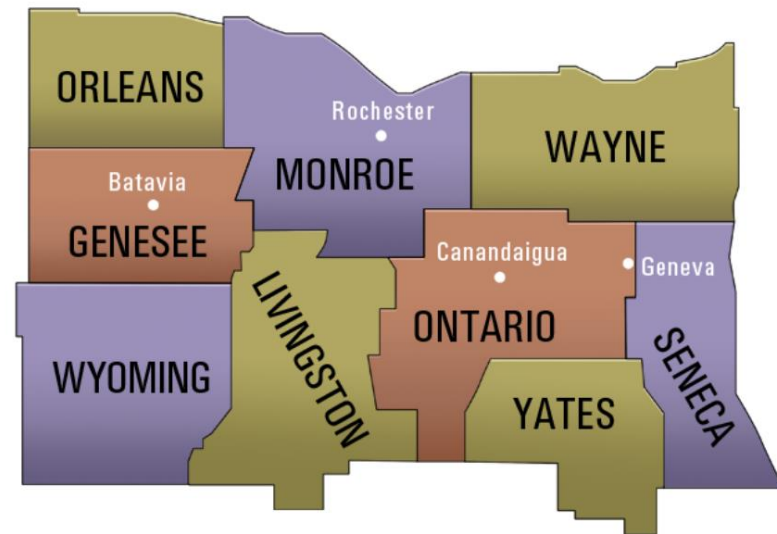 ORLEANS
Rochester
WAYNE
MONROE
Batavia
GENESEE
Canandaigua
Geneva
LIVINGSTON
ONTARIO
WYOMING
SENECA
YATES